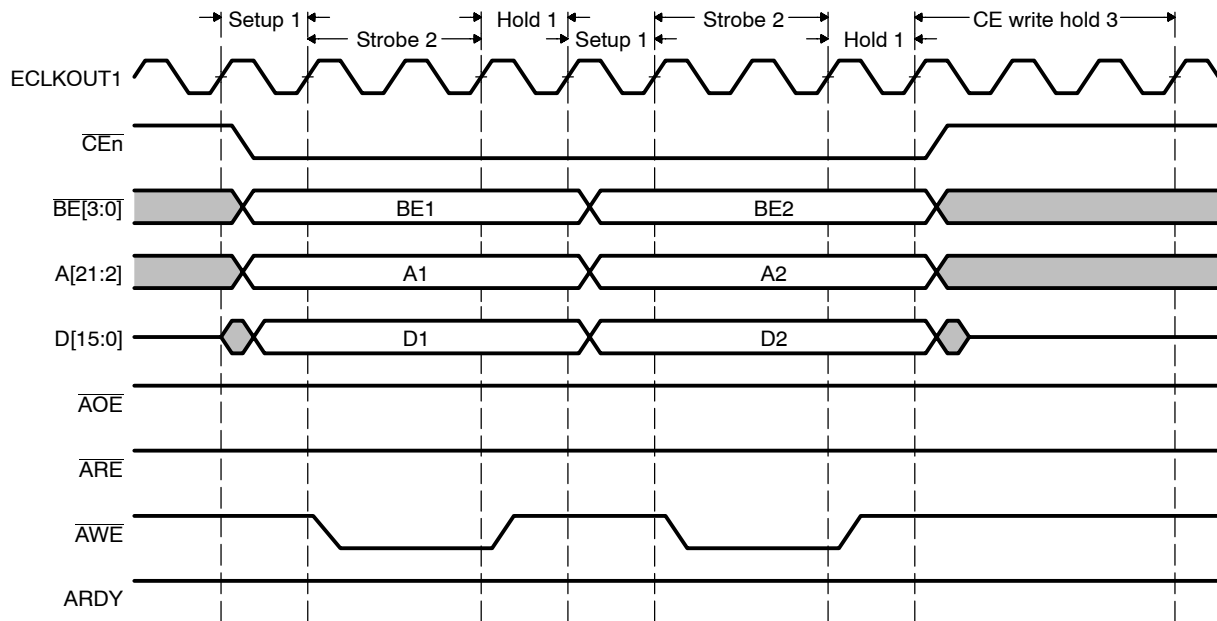 Setup 1
Strobe 2
Hold 1
Setup 1
Strobe 2
Hold 1
CE write hold 3
ECLKOUT1
CEn
BE[3:0]
BE1
BE2
A[21:2]
A1
A2
D[15:0]
D1
D2
AOE
ARE
AWE
ARDY